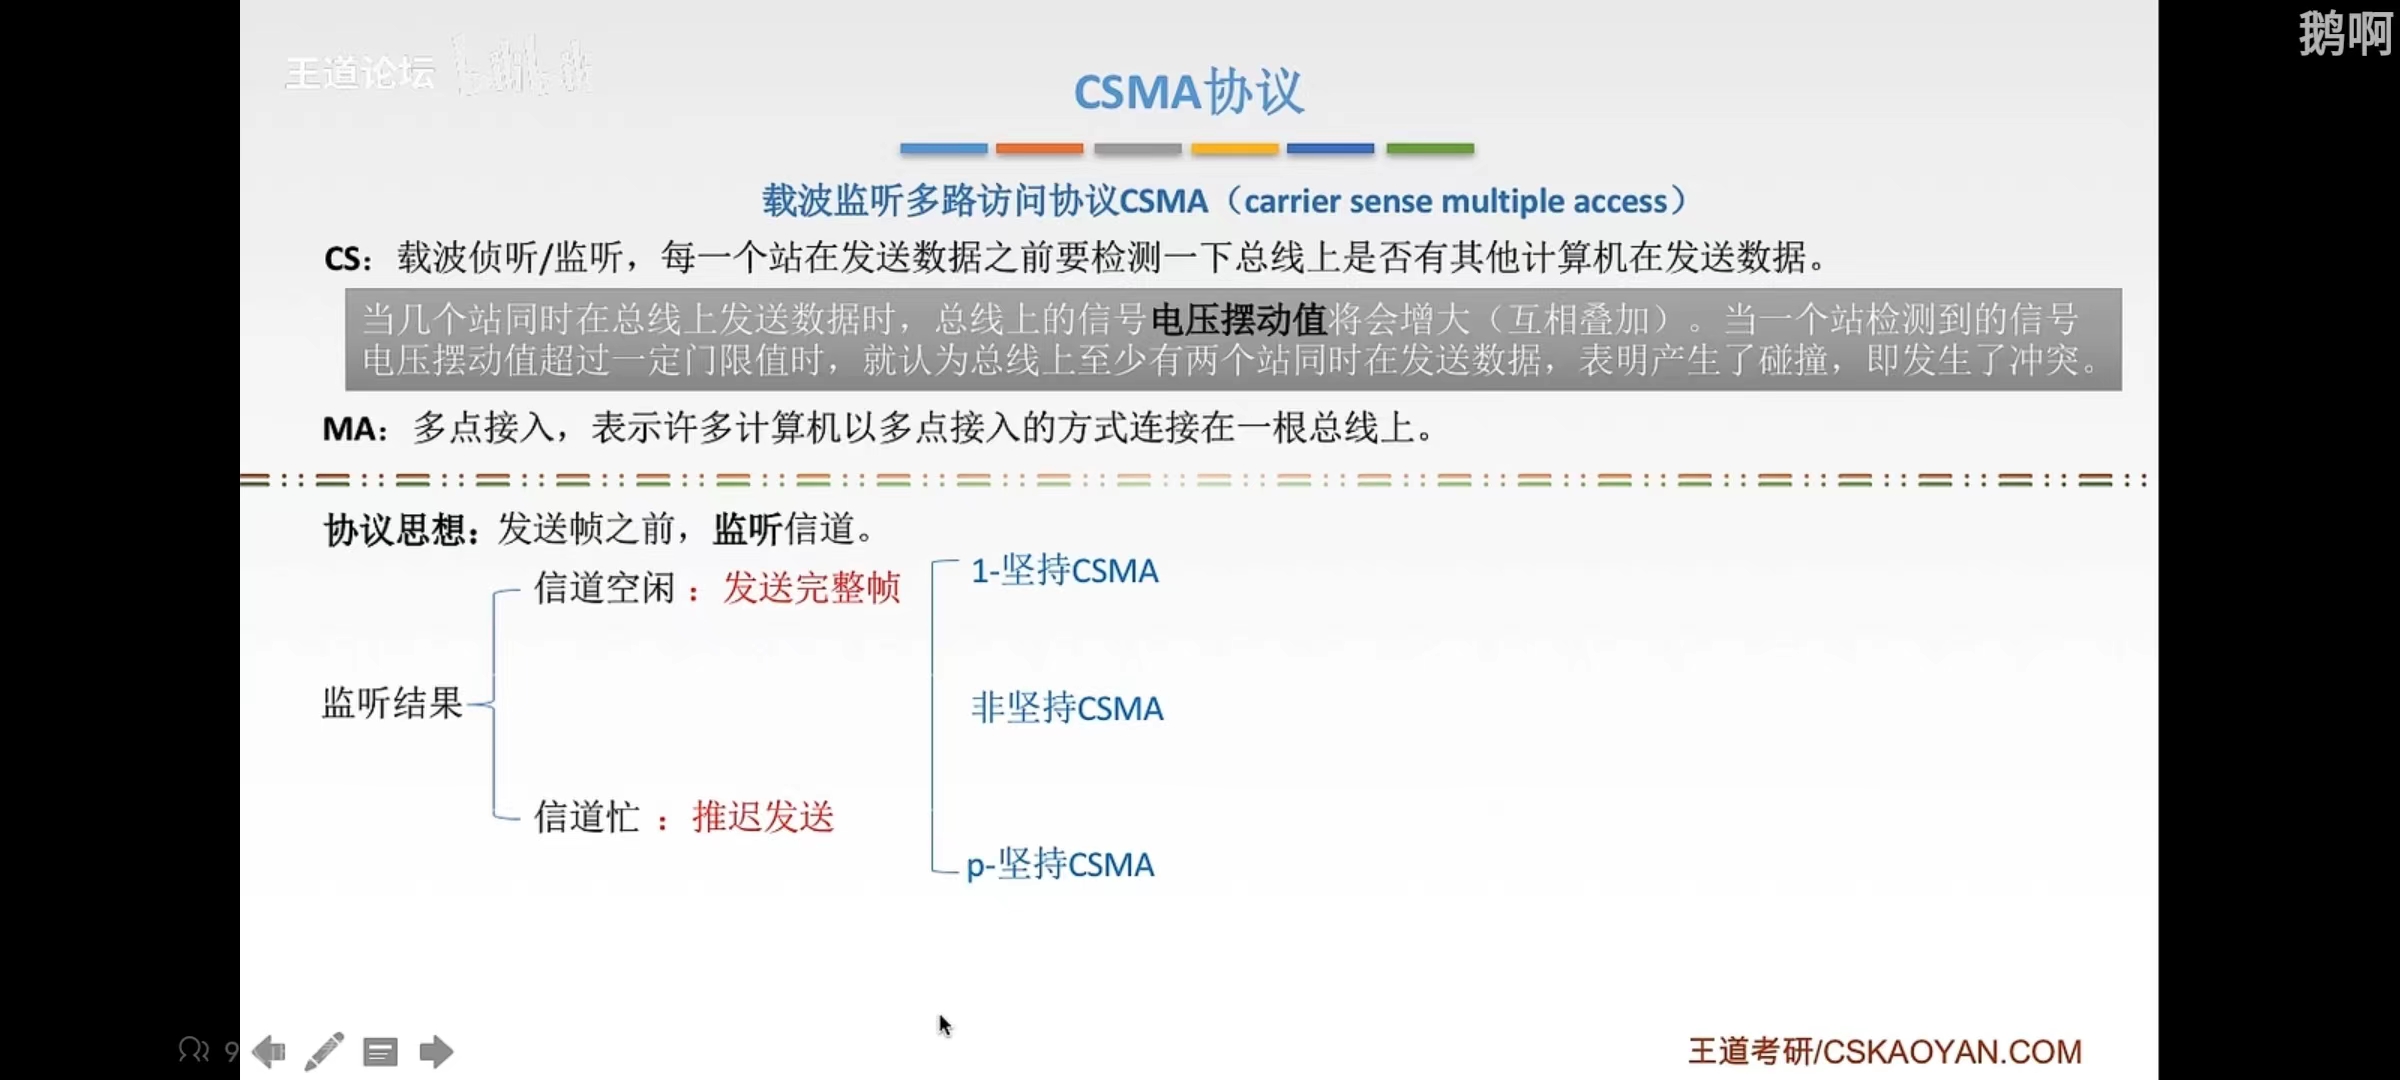 鹅啊
王道论坛
CSMA协议
载波监听多路访问协议CSMA（carrier sense multiple access）
CS：载波侦听/监听，每一个站在发送数据之前要检测一下总线上是否有其他计算机在发送数据。
当几个站同时在总线上发送数据时，总线上的信号电压摆动值将会增大（互相叠加）。当一个站检测到的信号
电压摆动值超过一定门限值时，就认为总线上至少有两个站同时在发送数据，表明产生了碰撞，即发生了冲突。
MA：多点接入，表示许多计算机以多点接入的方式连接在一根总线上。
协议思想：发送帧之前，监听信道。
信道空闲：发送完整帧
监听结果
信道忙：推迟发送
1-坚持CSMA
非坚持CSMA
p-坚持CSMA
9
王道考研/CSKAOYAN.COM